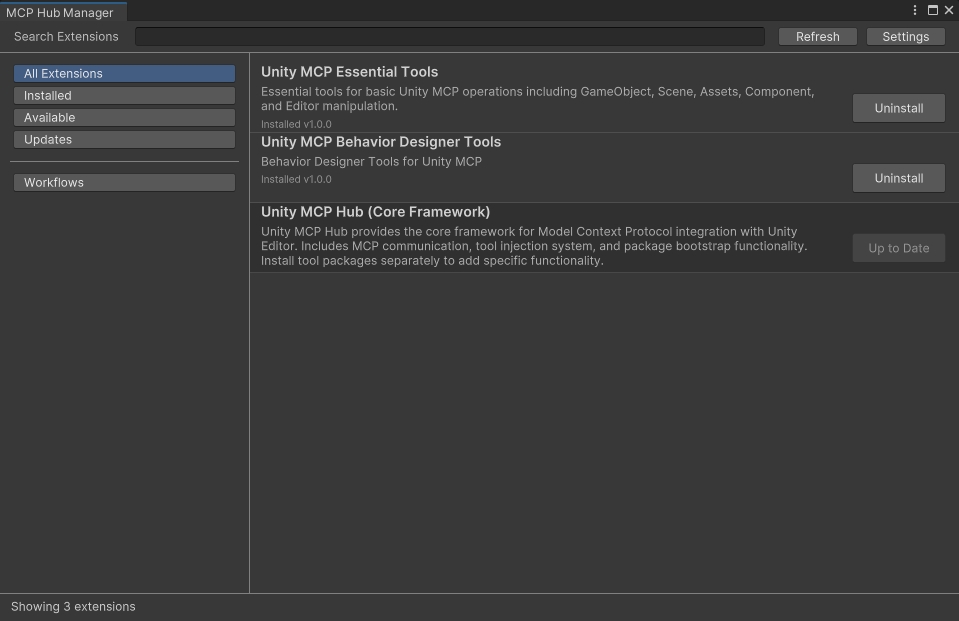 MCP Hub Manager
Search Extensions
Refresh
Settings
All Extensions
Installed
Available
Updates
Workflows
Unity MCP Essential Tools
Essential tools for basic Unity MCP operations including GameObject, Scene, Assets, Component,
and Editor manipulation.
Installed v1.0.0
Uninstall
Unity MCP Behavior Designer Tools
Behavior Designer Tools for Unity MCP
Installed v1.0.0
Uninstall
Unity MCP Hub (Core Framework)
Unity MCP Hub provides the core framework for Model Context Protocol integration with Unity
Editor. Includes MCP communication, tool injection system, and package bootstrap functionality.
Install tool packages separately to add specific functionality.
Up to Date
Showing 3 extensions